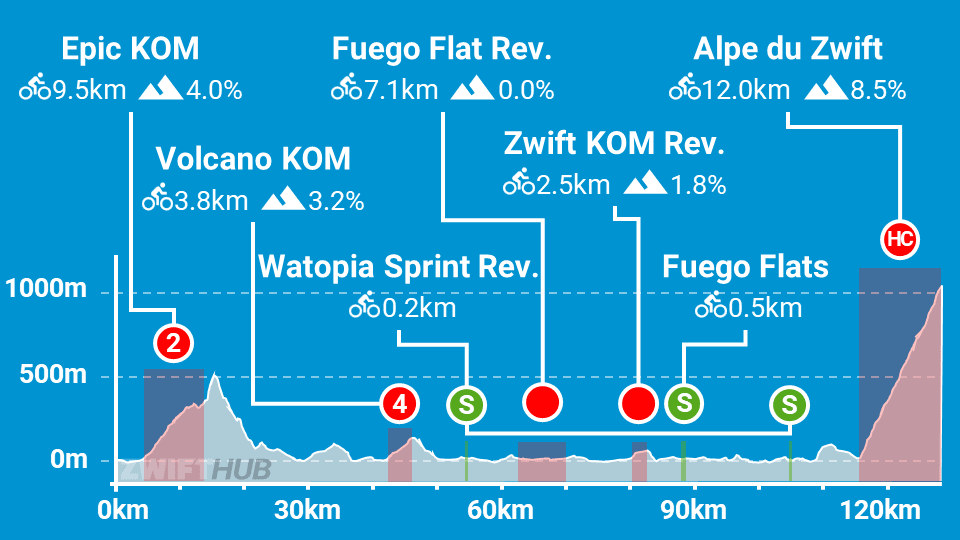 Epic KOM
9.5km 4.0%
Fuego Flat Rev.
7.1km 0.0%
Alpe du Zwift
12.0km 8.5%
Volcano KOM
3.8km 3.2%
Zwift KOM Rev.
2.5km 1.8%
Watopia Sprint Rev.
0.2km
Fuego Flats
0.5km
HC
1000m
2
500m
4
S
S
S
0m
ZWIFTHUB
0km
30km
60km
90km
120km